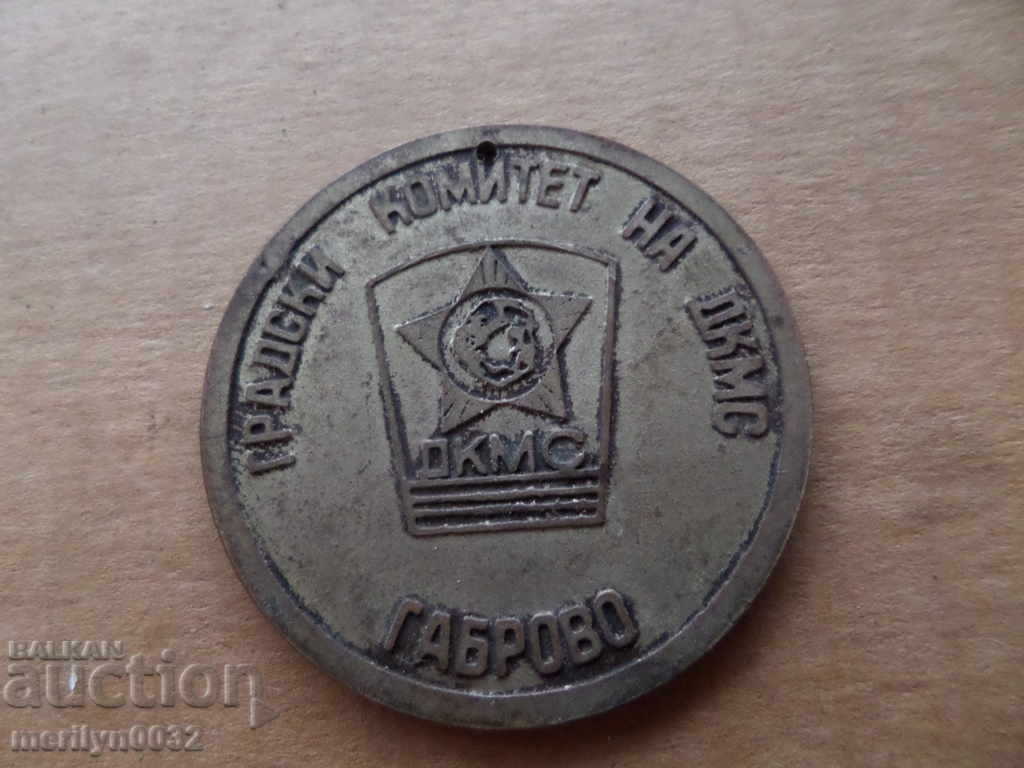 ГРАДСКИ КОМИТЕТ НА ДКМС
ДКМС
ГАБРОВО
BALKAN
auction
merilyn0032